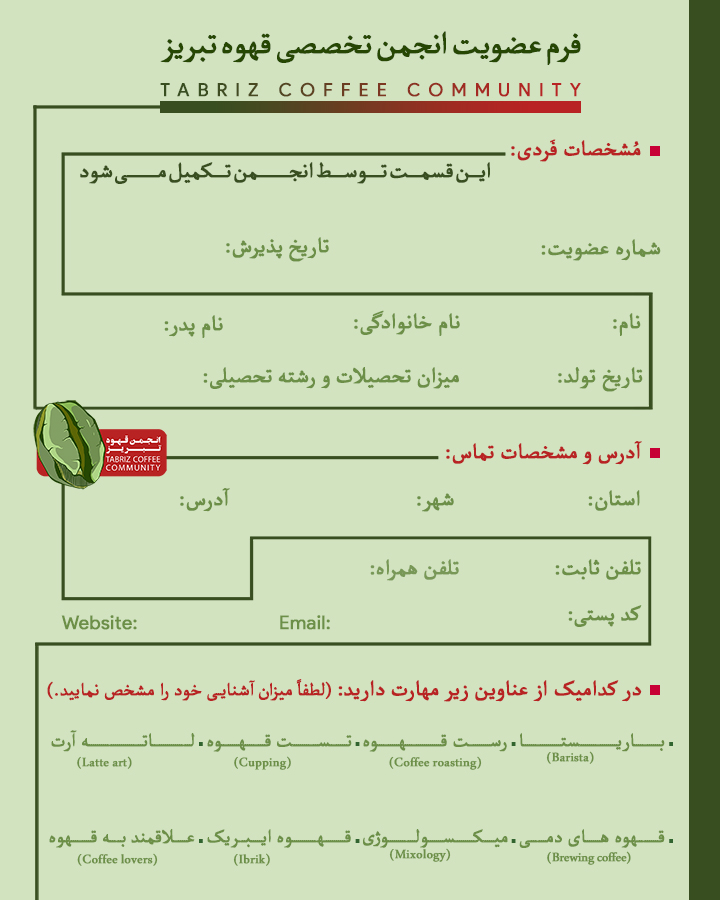 فرم عضویت انجمن تخصصی قهوه تبریز
TABRIZ COFFEE COMMUNITY
مُشخصات فَردی:
این قسمت توسط انجمن تکمیل می شود
شماره عضویت: تاریخ پذیرش:
نام: نام خانوادگی: نام پدر:
تاریخ تولد: میزان تحصیلات و رشته تحصیلی:
انجمن قهوه
تبریز
TABRIZ COFFEE
COMMUNITY
آدرس و مشخصات تماس:
استان: شهر: آدرس:
تلفن ثابت: تلفن همراه:
کد پستی: Email: Website:
در کدامیک از عناوین زیر مهارت دارید: (لطفاً میزان آشنایی خود را مشخص نمایید.)
باریستا رست قهوه تست قهوه لاته آرت
(Barista) (Coffee roasting) (Cupping) (Latte art)
قهوه های دمی میکسولوژی قهوه ایبریک علاقمند به قهوه
(Brewing coffee) (Mixology) (Ibrik) (Coffee lovers)